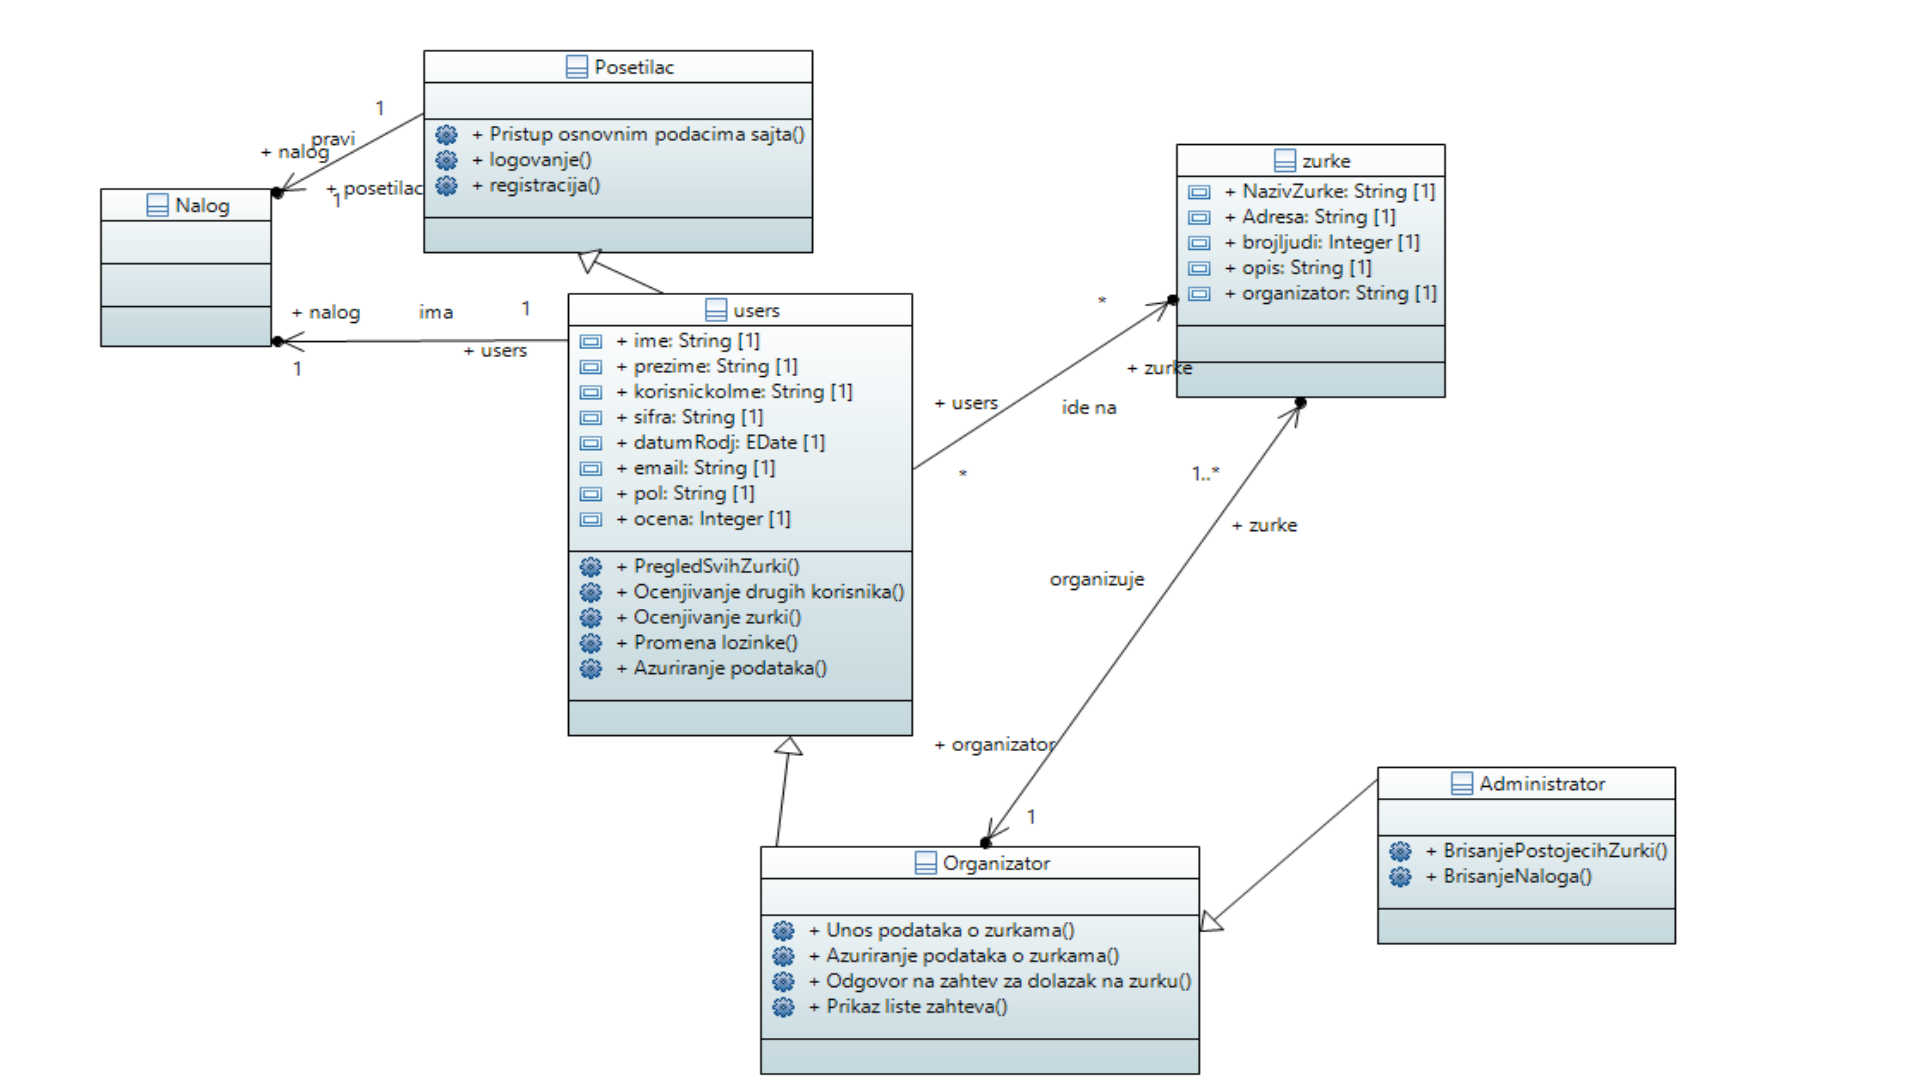 Posetilac
+ Pristup osnovnim podacima sajta()
+ logovanje()
+ registracija()
1
pravi
+ nalog
+ posetilac
1
Nalog
+ nalog
ima
1
+ users
1
users
+ ime: String [1]
+ prezime: String [1]
+ korisnickoIme: String [1]
+ sifra: String [1]
+ datumRodj: EDate [1]
+ email: String [1]
+ pol: String [1]
+ ocena: Integer [1]
+ PregledSvihZurki()
+ Ocenjivanje drugih korisnika()
+ Ocenjivanje zurki()
+ Promena lozinke()
+ Azuriranje podataka()
zurke
+ NazivZurke: String [1]
+ Adresa: String [1]
+ brojljudi: Integer [1]
+ opis: String [1]
+ organizator: String [1]
*
+ zurke
+ users
ide na
*
1..*
+ zurke
organizuje
+ organizator
1
Organizator
+ Unos podataka o zurkama()
+ Azuriranje podataka o zurkama()
+ Odgovor na zahtev za dolazak na zurku()
+ Prikaz liste zahteva()
Administrator
+ BrisanjePostojecihZurki()
+ BrisanjeNaloga()